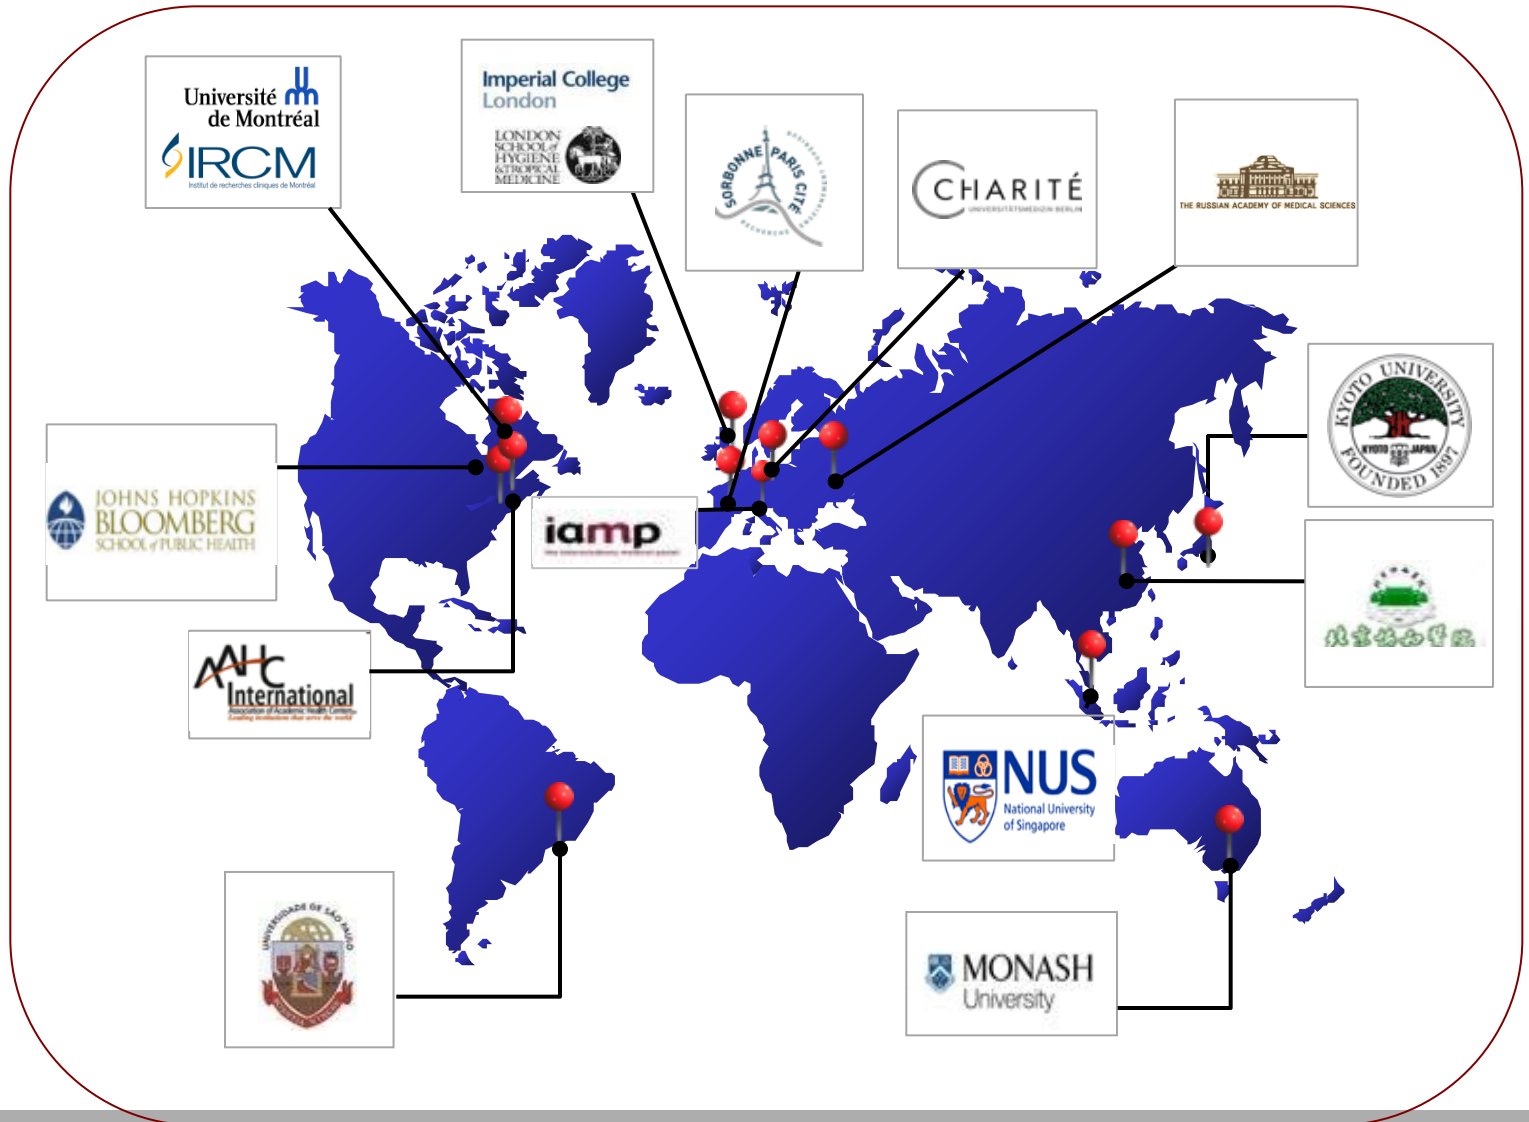 Université
de Montréal
IRCM
Institut de recherches cliniques de Montréal
Imperial College
London
LONDON
SCHOOL of
HYGIENE
& TROPICAL
MEDICINE
SORBONNE PARIS CITÉ
RECHERCHE
CHARITÉ
UNIVERSITÄTSMEDIZIN BERLIN
THE RUSSIAN ACADEMY OF MEDICAL SCIENCES
KYOTO UNIVERSITY
KYOTO JAPAN
FOUNDED 1897
JOHNS HOPKINS
BLOOMBERG
SCHOOL of PUBLIC HEALTH
iamp
AAHC
International
Association of Academic Health Centers
Leading institutions that serve the world
NUS
National University
of Singapore
UNIVERSIDADE DE SÃO PAULO
MONASH
University